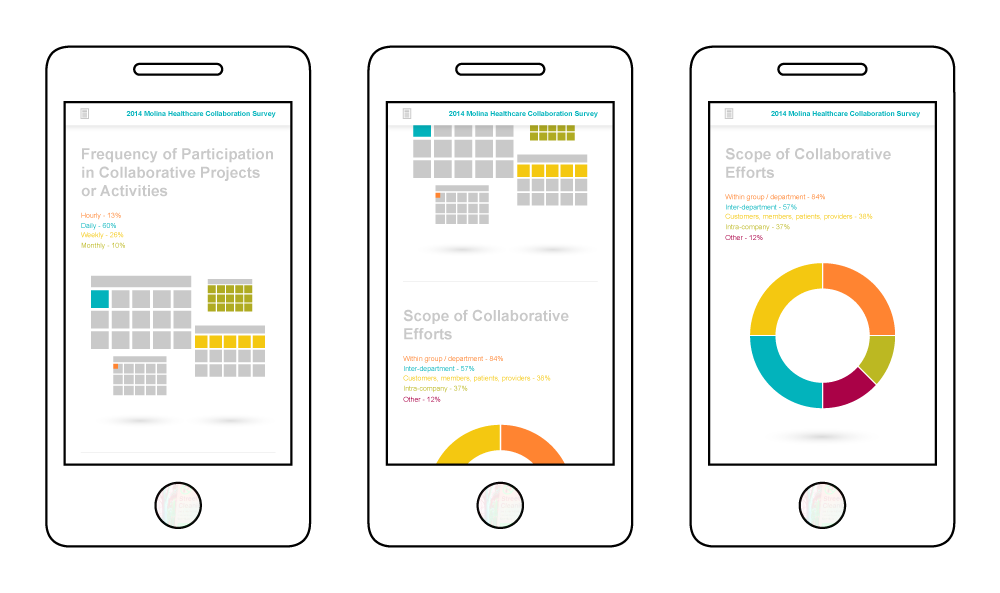 2014 Molina Healthcare Collaboration Survey
Frequency of Participation
in Collaborative Projects
or Activities
Hourly - 13%
Daily - 60%
Weekly - 26%
Monthly - 10%
2014 Molina Healthcare Collaboration Survey
Scope of Collaborative
Efforts
Within group / department - 84%
Inter-department - 57%
Customers, members, patients, providers - 38%
Intra-company - 37%
Other - 12%
2014 Molina Healthcare Collaboration Survey
Scope of Collaborative
Efforts
Within group / department - 84%
Inter-department - 57%
Customers, members, patients, providers - 38%
Intra-company - 37%
Other - 12%